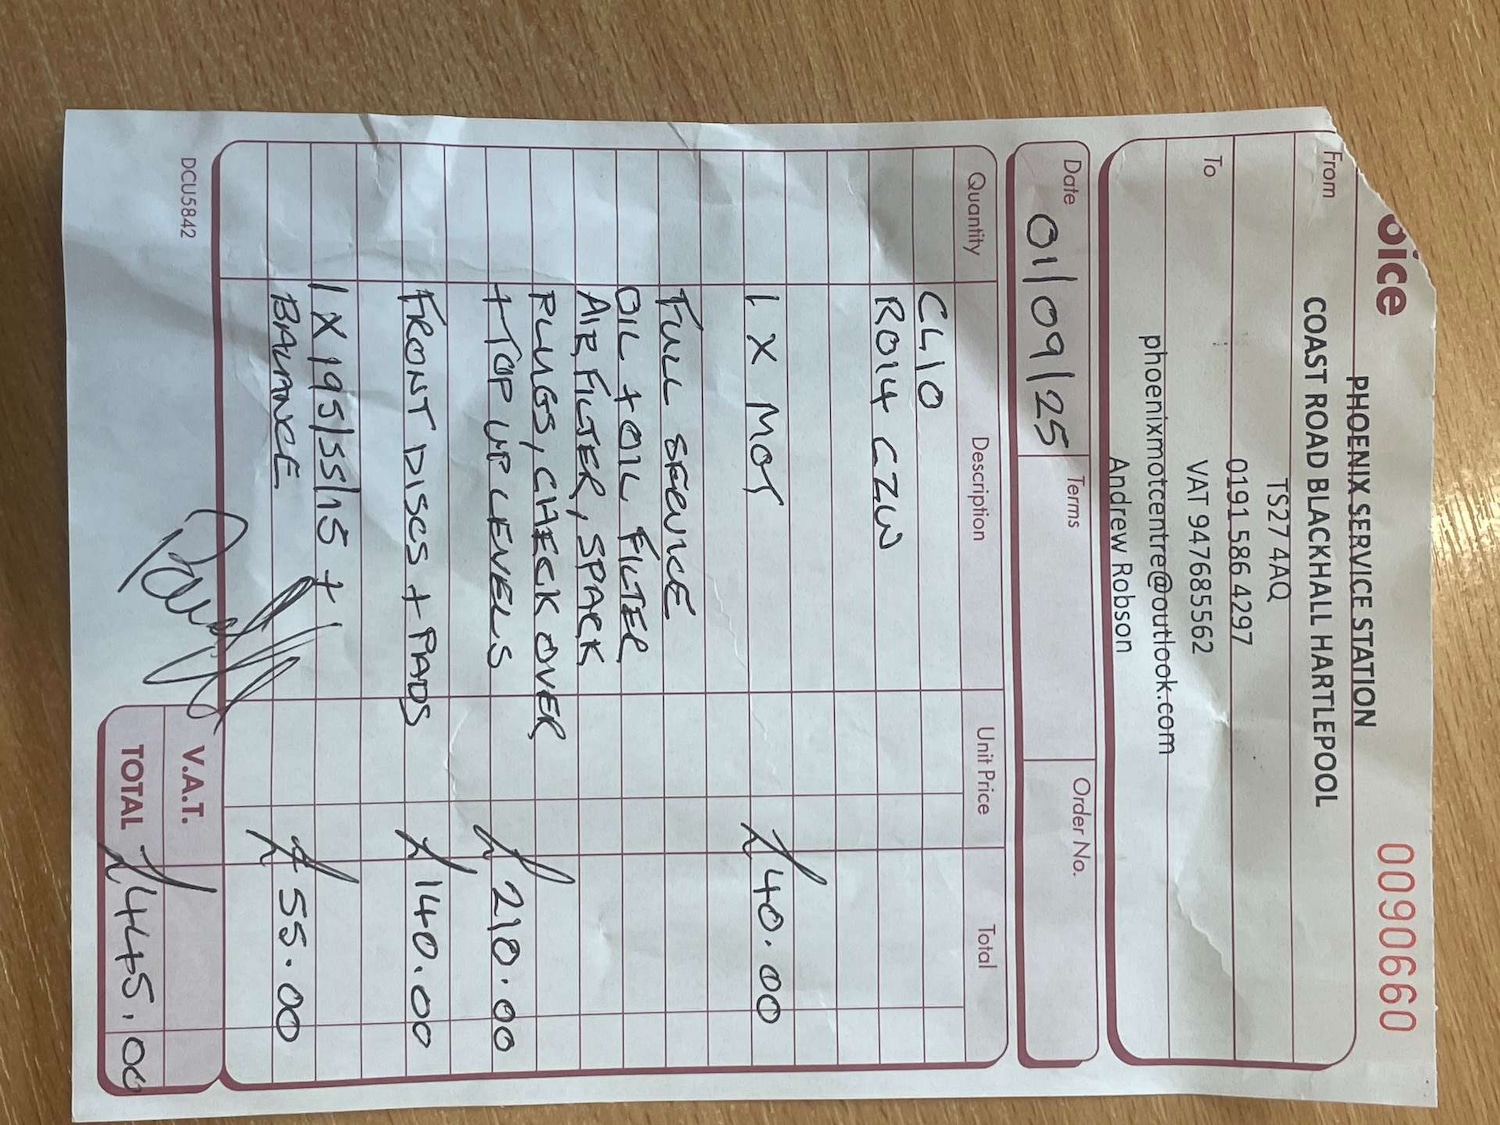 oice
0090660
From
PHOENIX SERVICE STATION
COAST ROAD BLACKHALL HARTLEPOOL
TS27 4AQ
0191 586 4297
To
VAT 947685562
phoenixmotcentre@outlook.com
Andrew Robson
Date 01/09/25 Terms Order No.
Quantity Description Unit Price Total
CLIO
RO14 CZW
1 X MOT £40.00
FULL SERVICE
OIL + OIL FILTER
AIR FILTER, SPARK
PLUGS, CHECK OVER
+ TOP UP LEVELS £210.00
FRONT DISCS + PADS £140.00
1 X 195/55/15 +
BALANCE £55.00
V.A.T.
DCU5842
TOTAL £445.00